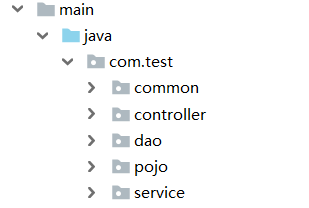 main
java
com.test
common
controller
dao
pojo
service